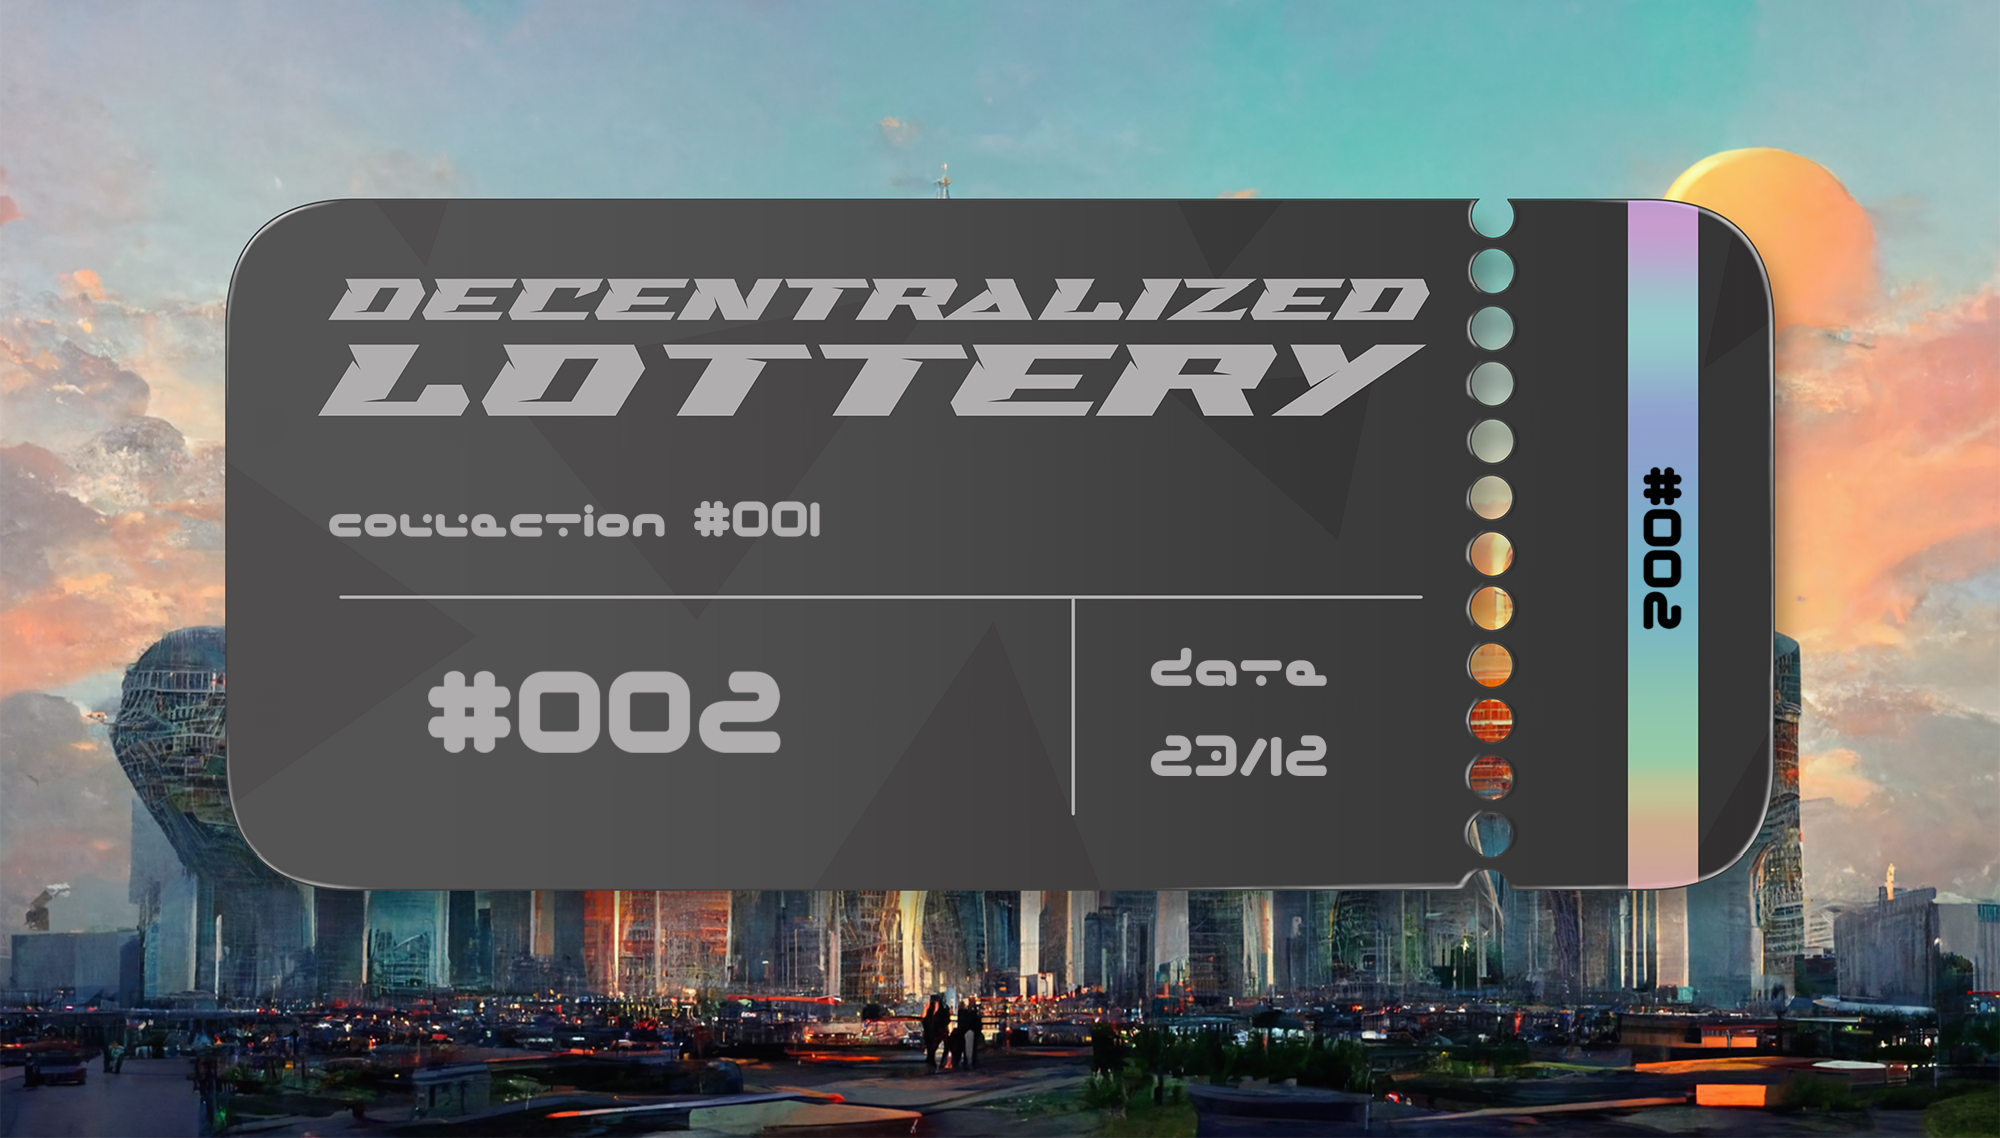 DECENTRALIZED
LOTTERY
collection #001
#002
date
23/12
#002